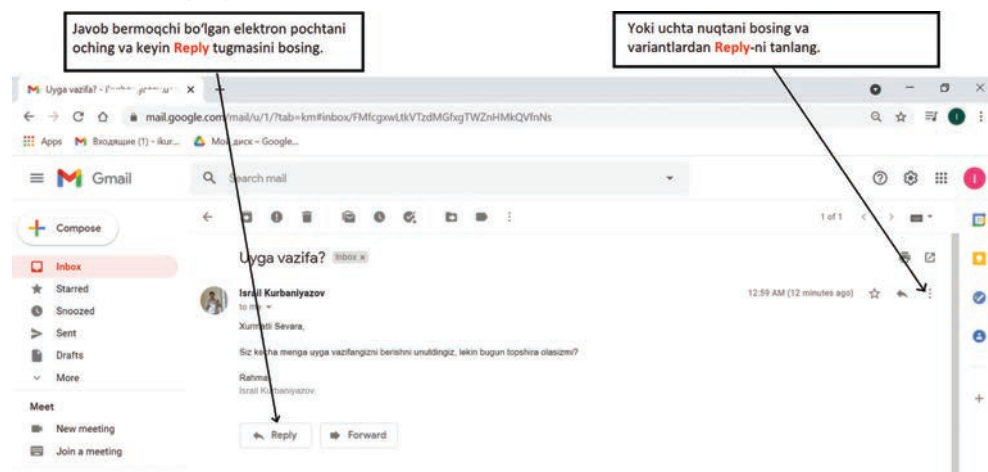 Javob bermoqchi bo‘lgan elektron pochtani
oching va keyin Reply tugmasini bosing.
Yoki uchta nuqtani bosing va
variantlardan Reply-ni tanlang.
Uyga vazifa? -
mail.google.com/mail/u/1/?tab=km#inbox/FMfcgxwLtkVTzdMGfxgTWZnHMkQVfnNs
Apps Входящие (1) - ikur... Мой диск – Google...
Gmail Search mail
Compose 1 of 1
Uyga vazifa? Inbox x
Inbox
Starred Israil Kurbaniyazov 12:59 AM (12 minutes ago)
to me
Snoozed
Xurmatli Sevara,
Sent
Siz kecha menga uyga vazifangizni berishni unutdingiz, lekin bugun topshira olasizmi?
Drafts
More Rahmat,
Israil Kurbaniyazov
Meet
New meeting Reply Forward
Join a meeting